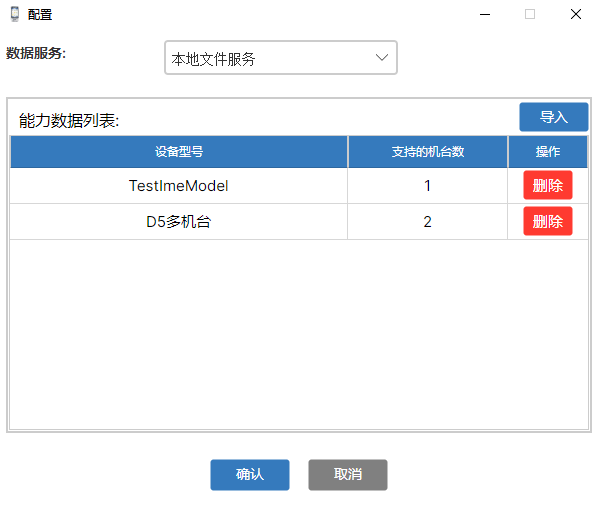 配置
数据服务:
本地文件服务
能力数据列表:
导入
设备型号 支持的机台数 操作
TestImeModel 1 删除
D5多机台 2 删除
确认 取消